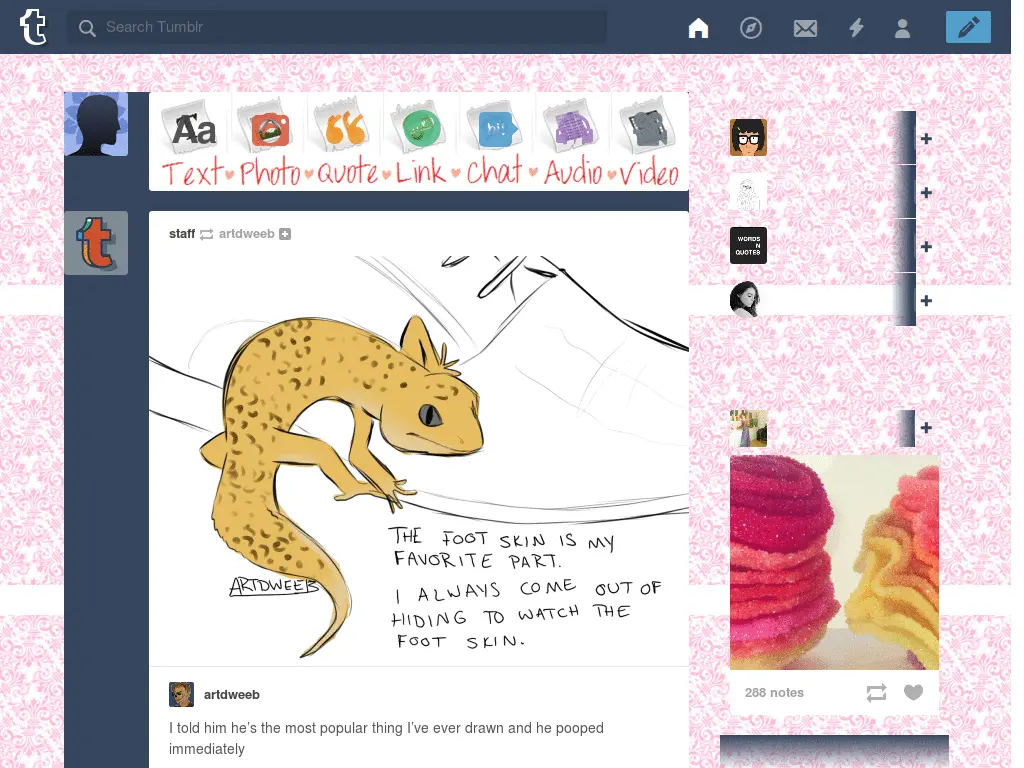 t
Search Tumblr
Aa
hi!
Text Photo Quote Link Chat Audio Video
t
staff artdweeb
THE FOOT SKIN IS MY
FAVORITE PART.
I ALWAYS COME OUT OF
HIDING TO WATCH THE
FOOT SKIN.
ARTDWEEB
artdweeb
I told him he’s the most popular thing I’ve ever drawn and he pooped
immediately
WORDS
N
QUOTES
288 notes